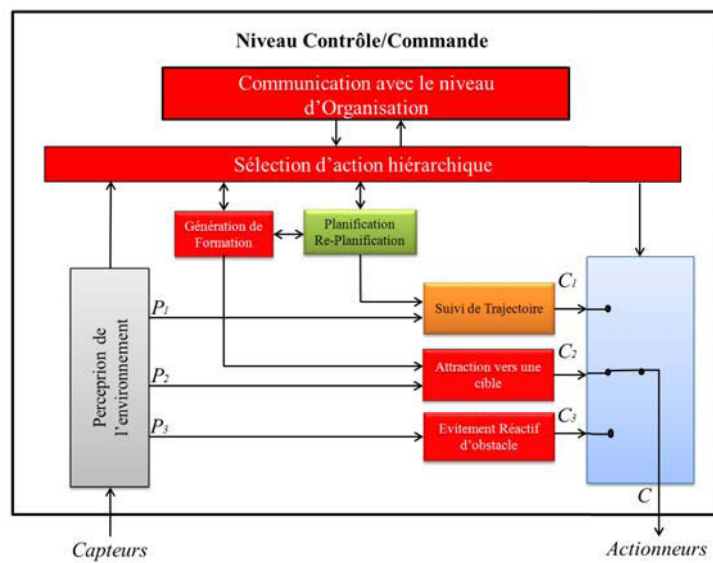 Niveau Contrôle/Commande
Communication avec le niveau
d'Organisation
Sélection d'action hiérarchique
Génération de
Formation
Planification
Re-Planification
Perceprion de
l'environnement
P1
P2
P3
Suivi de Trajectoire
Attraction vers une
cible
Evitement Réactif
d'obstacle
C1
C2
C3
C
Capteurs
Actionneurs